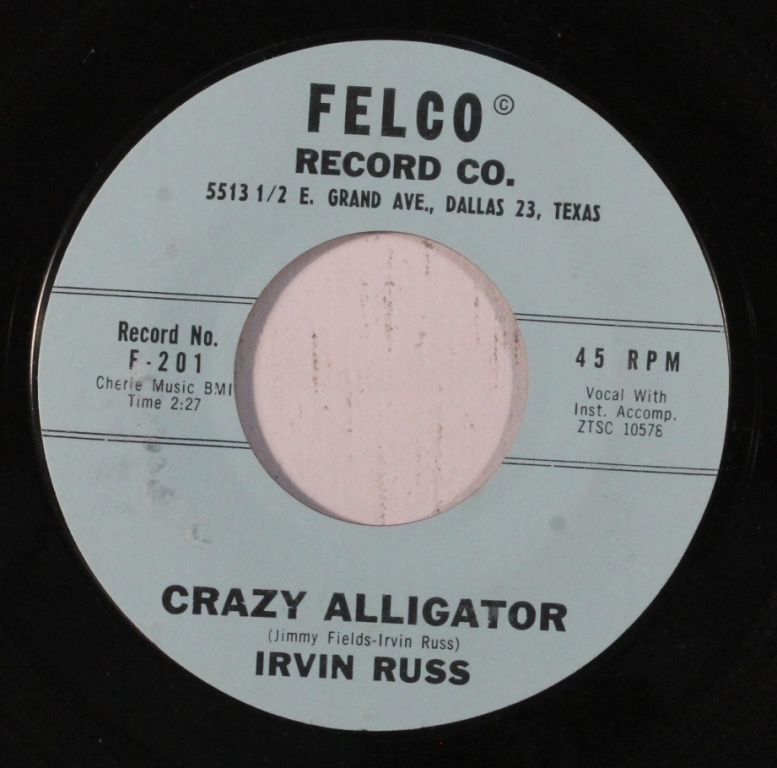 FELCO ©
RECORD CO.
5513 1/2 E. GRAND AVE., DALLAS 23, TEXAS
Record No.
F-201
Cherie Music BMI
Time 2:27
45 RPM
Vocal With
Inst. Accomp.
ZTSC 10578
CRAZY ALLIGATOR
(Jimmy Fields-Irvin Russ)
IRVIN RUSS